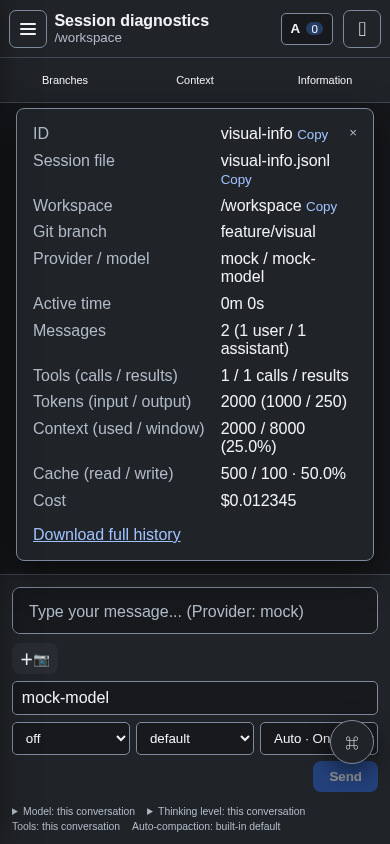 Session diagnostics
/workspace
A 0
Branches Context Information
ID visual-info Copy ×
Session file visual-info.jsonl
Copy
Workspace /workspace Copy
Git branch feature/visual
Provider / model mock / mock-
model
Active time 0m 0s
Messages 2 (1 user / 1
assistant)
Tools (calls / results) 1 / 1 calls / results
Tokens (input / output) 2000 (1000 / 250)
Context (used / window) 2000 / 8000
(25.0%)
Cache (read / write) 500 / 100 · 50.0%
Cost $0.012345
Download full history
Type your message... (Provider: mock)
mock-model
off default Auto · On
Send
Model: this conversation Thinking level: this conversation
Tools: this conversation Auto-compaction: built-in default